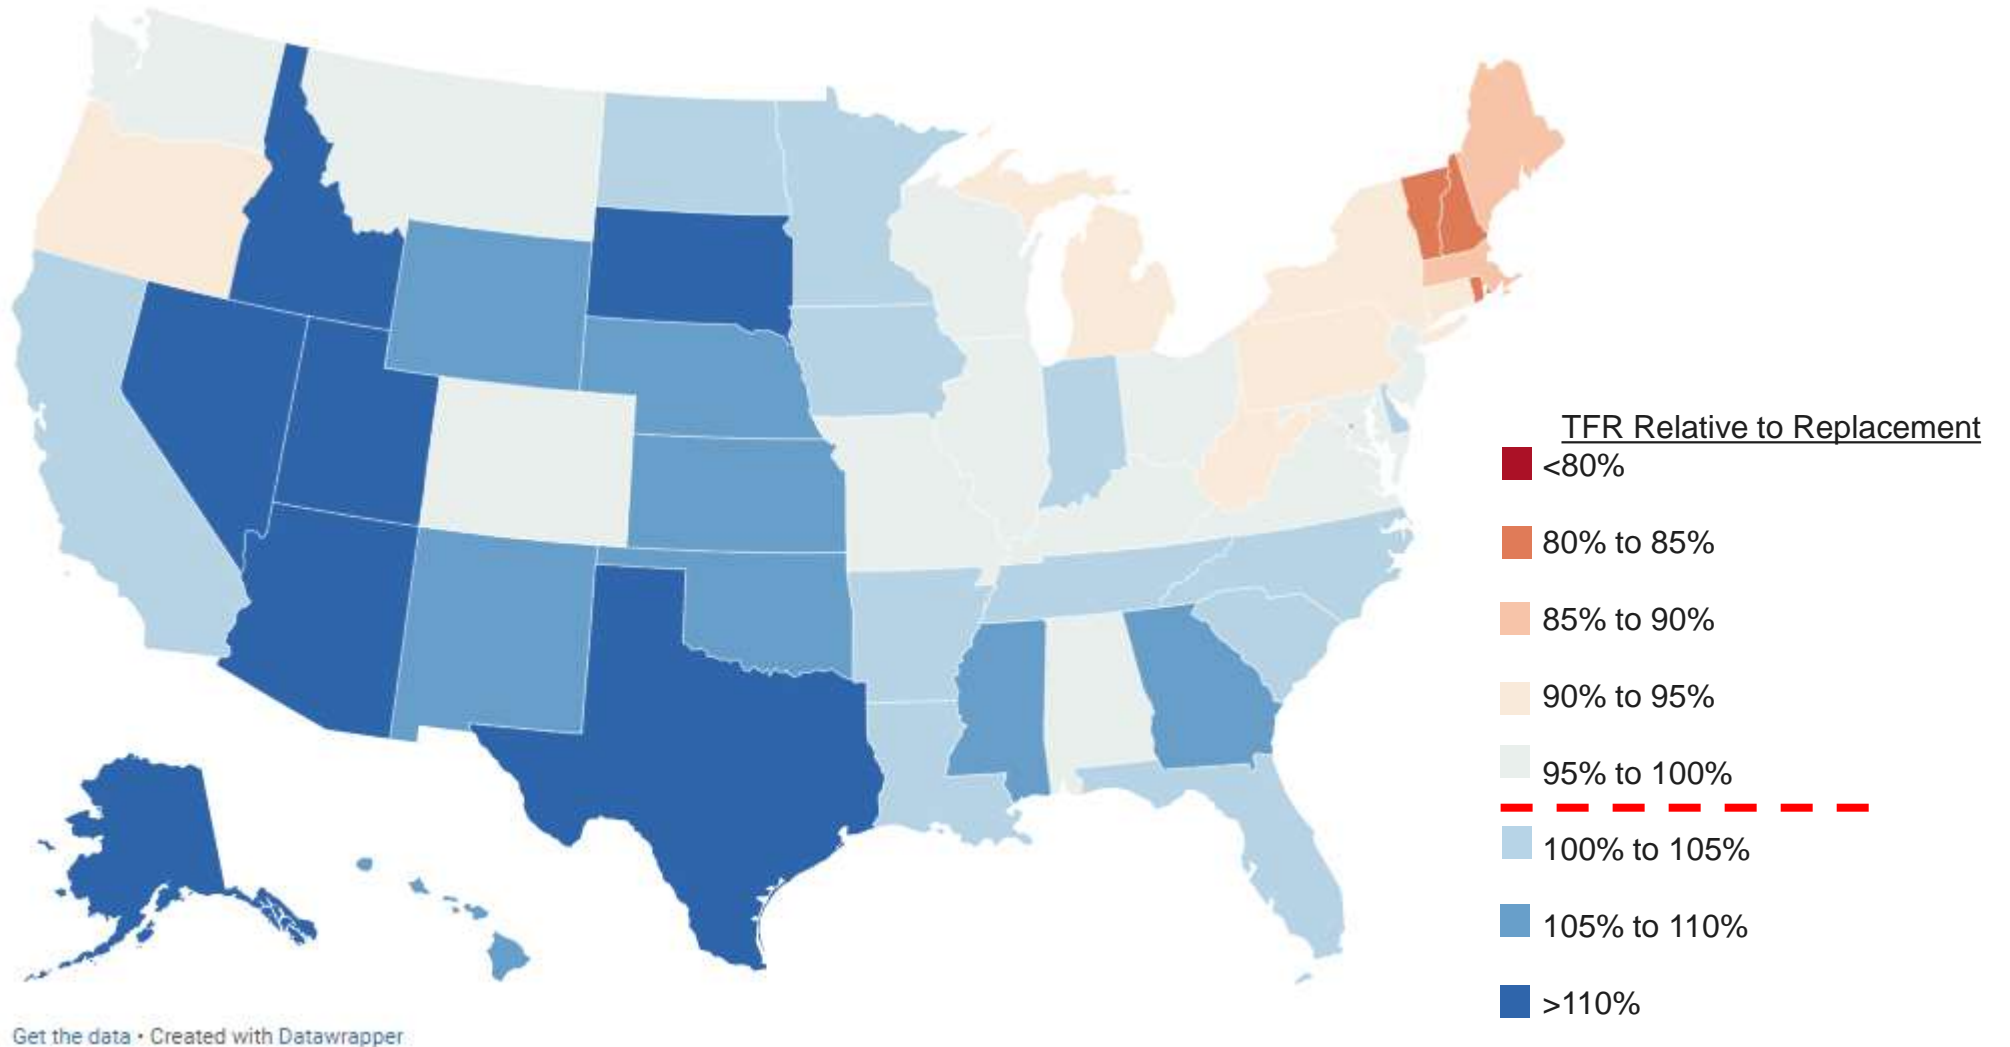 TFR Relative to Replacement
<80%
80% to 85%
85% to 90%
90% to 95%
95% to 100%
100% to 105%
105% to 110%
>110%
Get the data • Created with Datawrapper